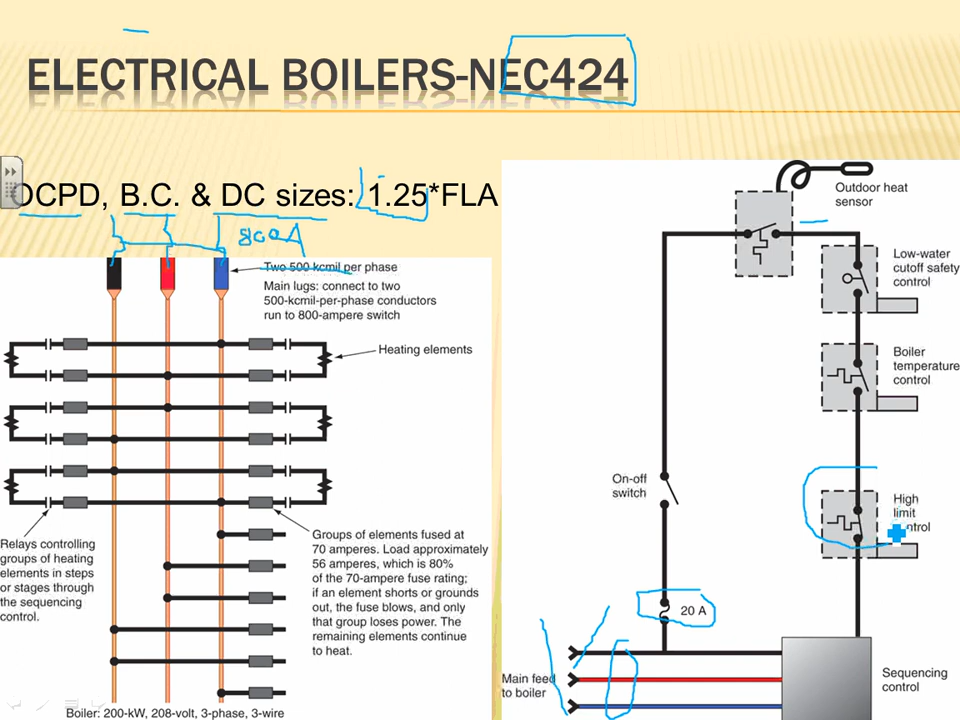 ELECTRICAL BOILERS-NEC424
OCPD, B.C. & DC sizes: 1.25*FLA
800A
Two 500 kcmil per phase
Main lugs: connect to two
500-kcmil-per-phase conductors
run to 800-ampere switch
Heating elements
Relays controlling
groups of heating
elements in steps
or stages through
the sequencing
control.
Groups of elements fused at
70 amperes. Load approximately
56 amperes, which is 80%
of the 70-ampere fuse rating;
if an element shorts or grounds
out, the fuse blows, and only
that group loses power. The
remaining elements continue
to heat.
Boiler: 200-kW, 208-volt, 3-phase, 3-wire
Outdoor heat
sensor
Low-water
cutoff safety
control
Boiler
temperature
control
High
limit
control
On-off
switch
20 A
Main feed
to boiler
Sequencing
control